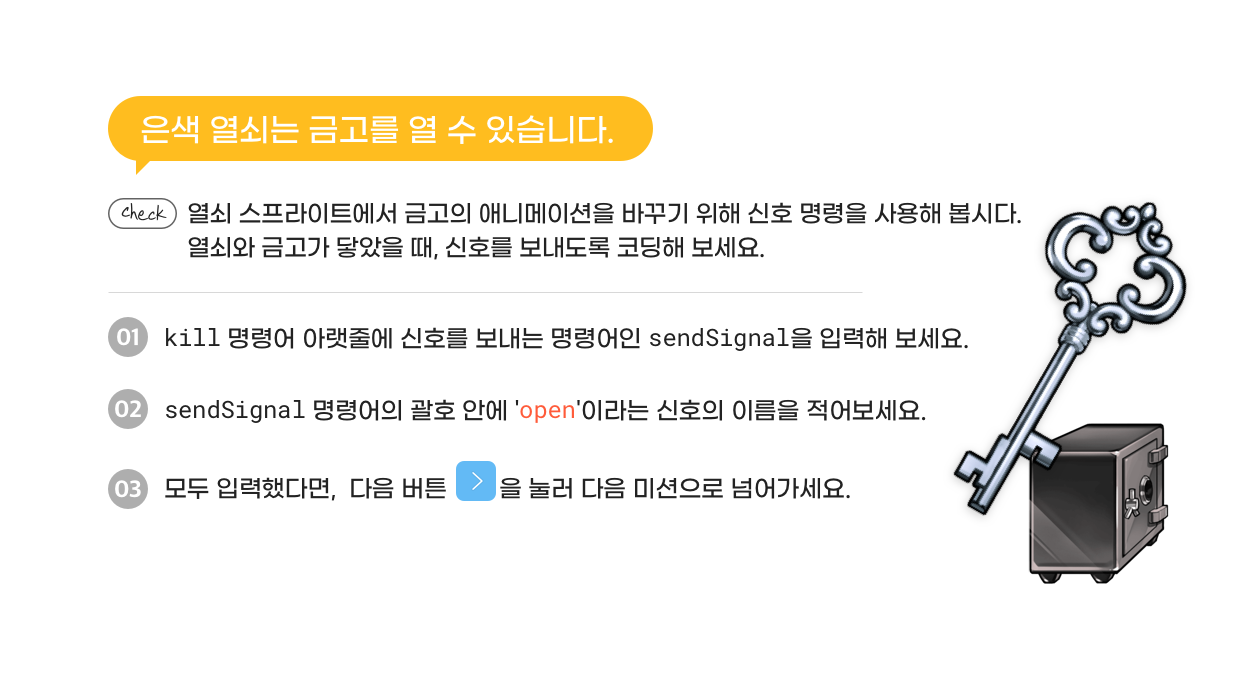 은색 열쇠는 금고를 열 수 있습니다.
check 열쇠 스프라이트에서 금고의 애니메이션을 바꾸기 위해 신호 명령을 사용해 봅시다.
열쇠와 금고가 닿았을 때, 신호를 보내도록 코딩해 보세요.
01 kill 명령어 아랫줄에 신호를 보내는 명령어인 sendSignal을 입력해 보세요.
02 sendSignal 명령어의 괄호 안에 'open'이라는 신호의 이름을 적어보세요.
03 모두 입력했다면, 다음 버튼 > 을 눌러 다음 미션으로 넘어가세요.